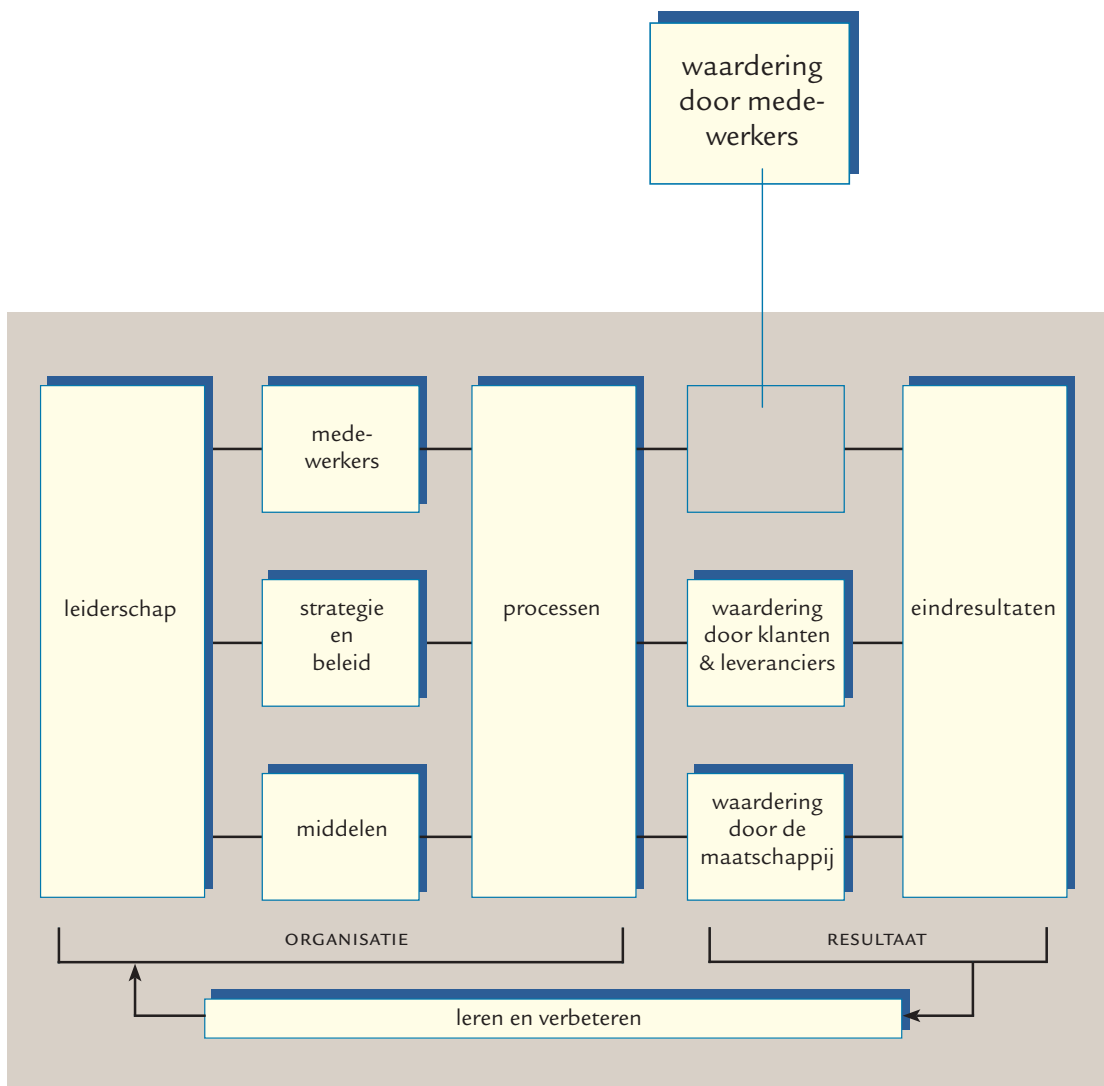 waardering
door mede-
werkers
leiderschap
mede-
werkers
strategie
en
beleid
middelen
processen
waardering
door klanten
& leveranciers
waardering
door de
maatschappij
eindresultaten
ORGANISATIE
RESULTAAT
leren en verbeteren